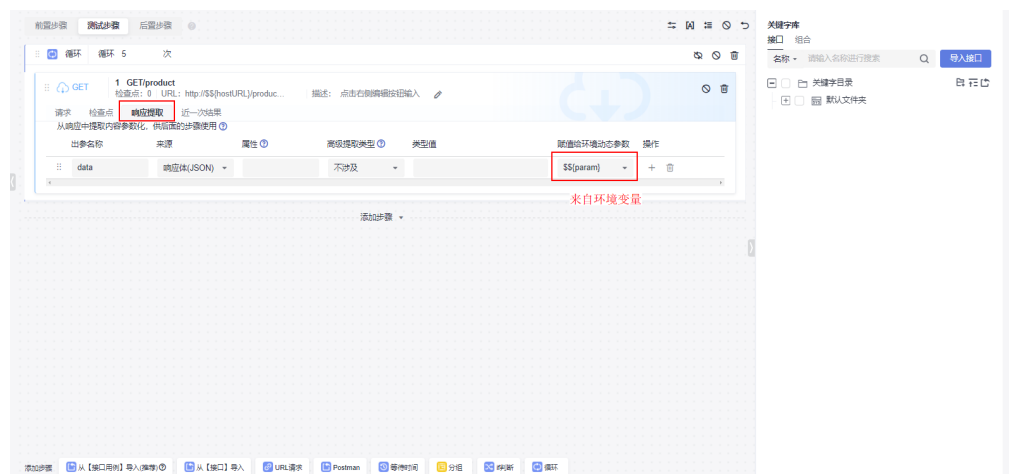 前置步骤 测试步骤 后置步骤
循环 循环 5 次
GET 1 GET/product
检查点: 0 URL: http://$${hostURL}/produc... 描述: 点击右侧编辑按钮输入
请求 检查点 响应提取 近一次结果
从响应中提取内容参数化，供后面的步骤使用
出参名称 来源 属性 高级提取类型 类型值 赋值给环境动态参数 操作
data 响应体(JSON) 不涉及 $${param}
来自环境变量
添加步骤
添加步骤 从【接口用例】导入(推荐) 从【接口】导入 URL请求 Postman 等待时间 分组 if判断 循环
关键字库
接口 组合
名称 请输入名称进行搜索 导入接口
关键字目录
默认文件夹